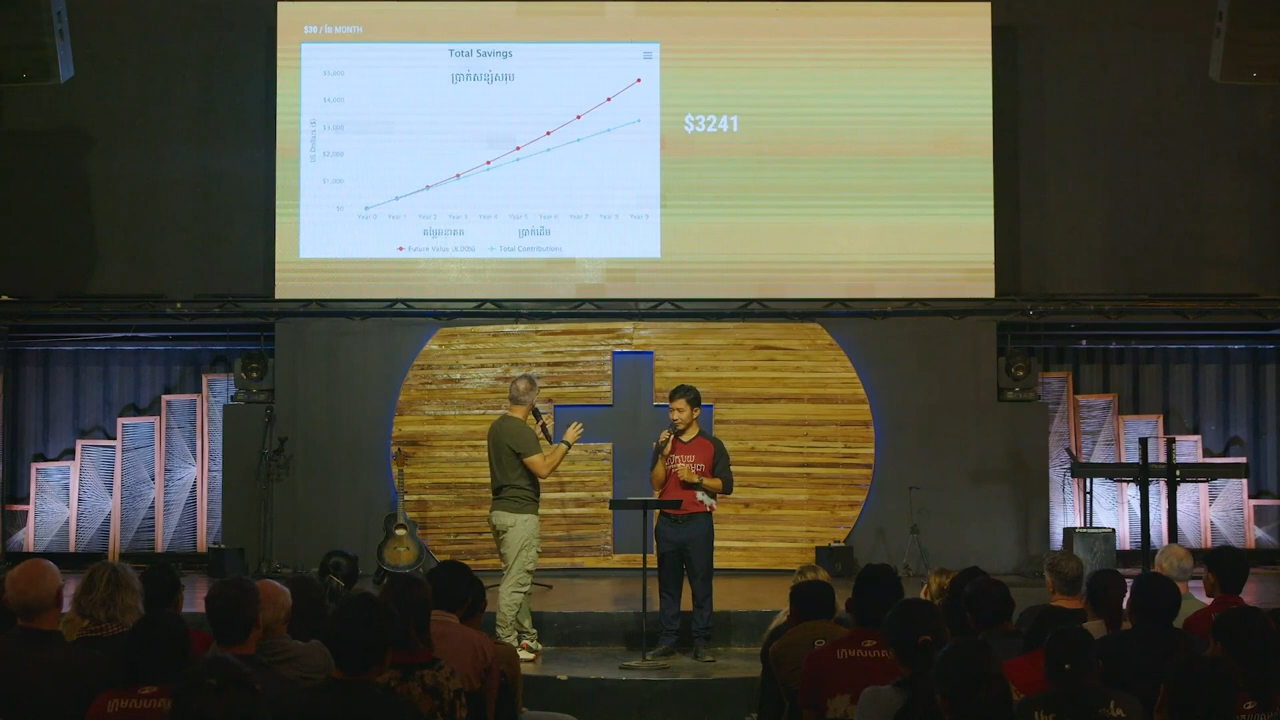 $30 / ខែ MONTH
Total Savings
ប្រាក់សន្សំសរុប
$5,000
$4,000
$3,000
$2,000
$1,000
$0
US Dollars ($)
Year 0 Year 1 Year 2 Year 3 Year 4 Year 5 Year 6 Year 7 Year 8 Year 9
តម្លៃអនាគត ប្រាក់ដើម
Future Value (8.00%) Total Contributions
$3241